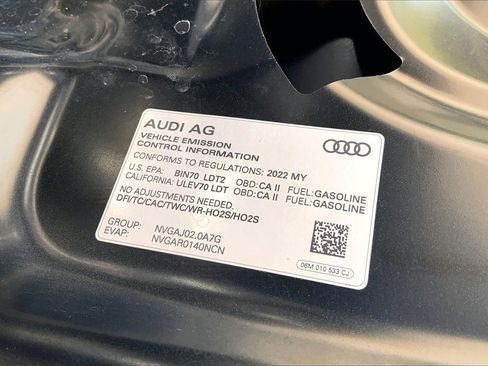 AUDI AG
VEHICLE EMISSION
CONTROL INFORMATION
CONFORMS TO REGULATIONS: 2022 MY
U.S. EPA: BIN70 LDT2 OBD:CA II FUEL:GASOLINE
CALIFORNIA: ULEV70 LDT OBD:CA II FUEL:GASOLINE
NO ADJUSTMENTS NEEDED.
DFI/TC/CAC/TWC/WR-HO2S/HO2S
GROUP: NVGAJ02.0A7G
EVAP: NVGAR0140NCN
06M 010 533 CJ